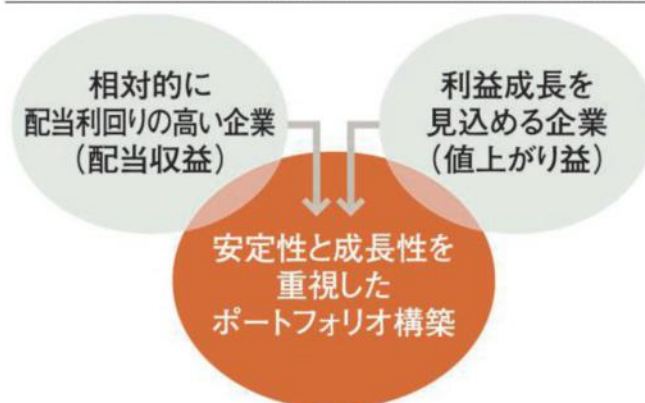 相対的に
配当利回りの高い企業
(配当収益)
利益成長を
見込める企業
(値上がり益)
安定性と成長性を
重視した
ポートフォリオ構築